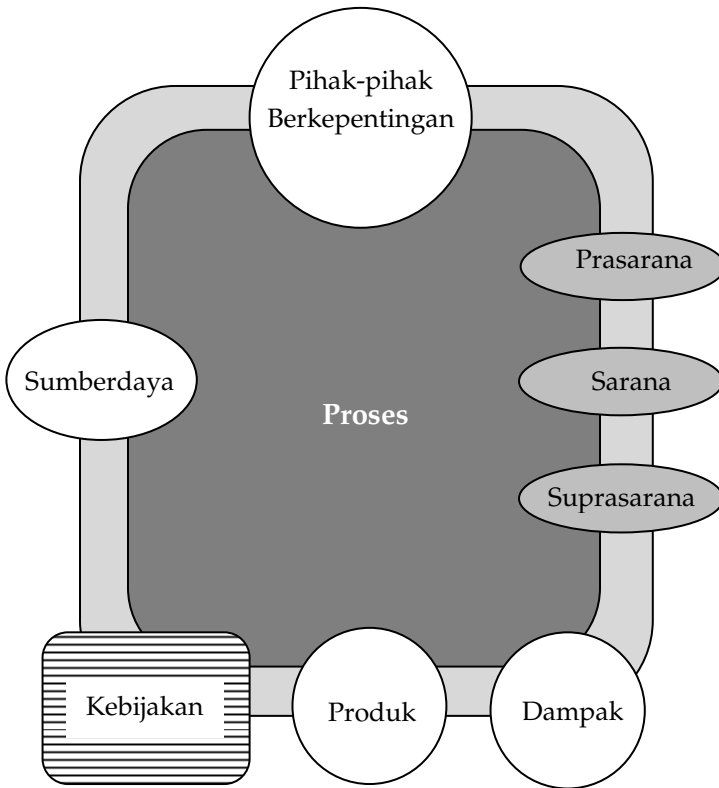 Pihak-pihak
Berkepentingan
Prasarana
Sumberdaya
Sarana
Proses
Suprasarana
Kebijakan
Produk
Dampak